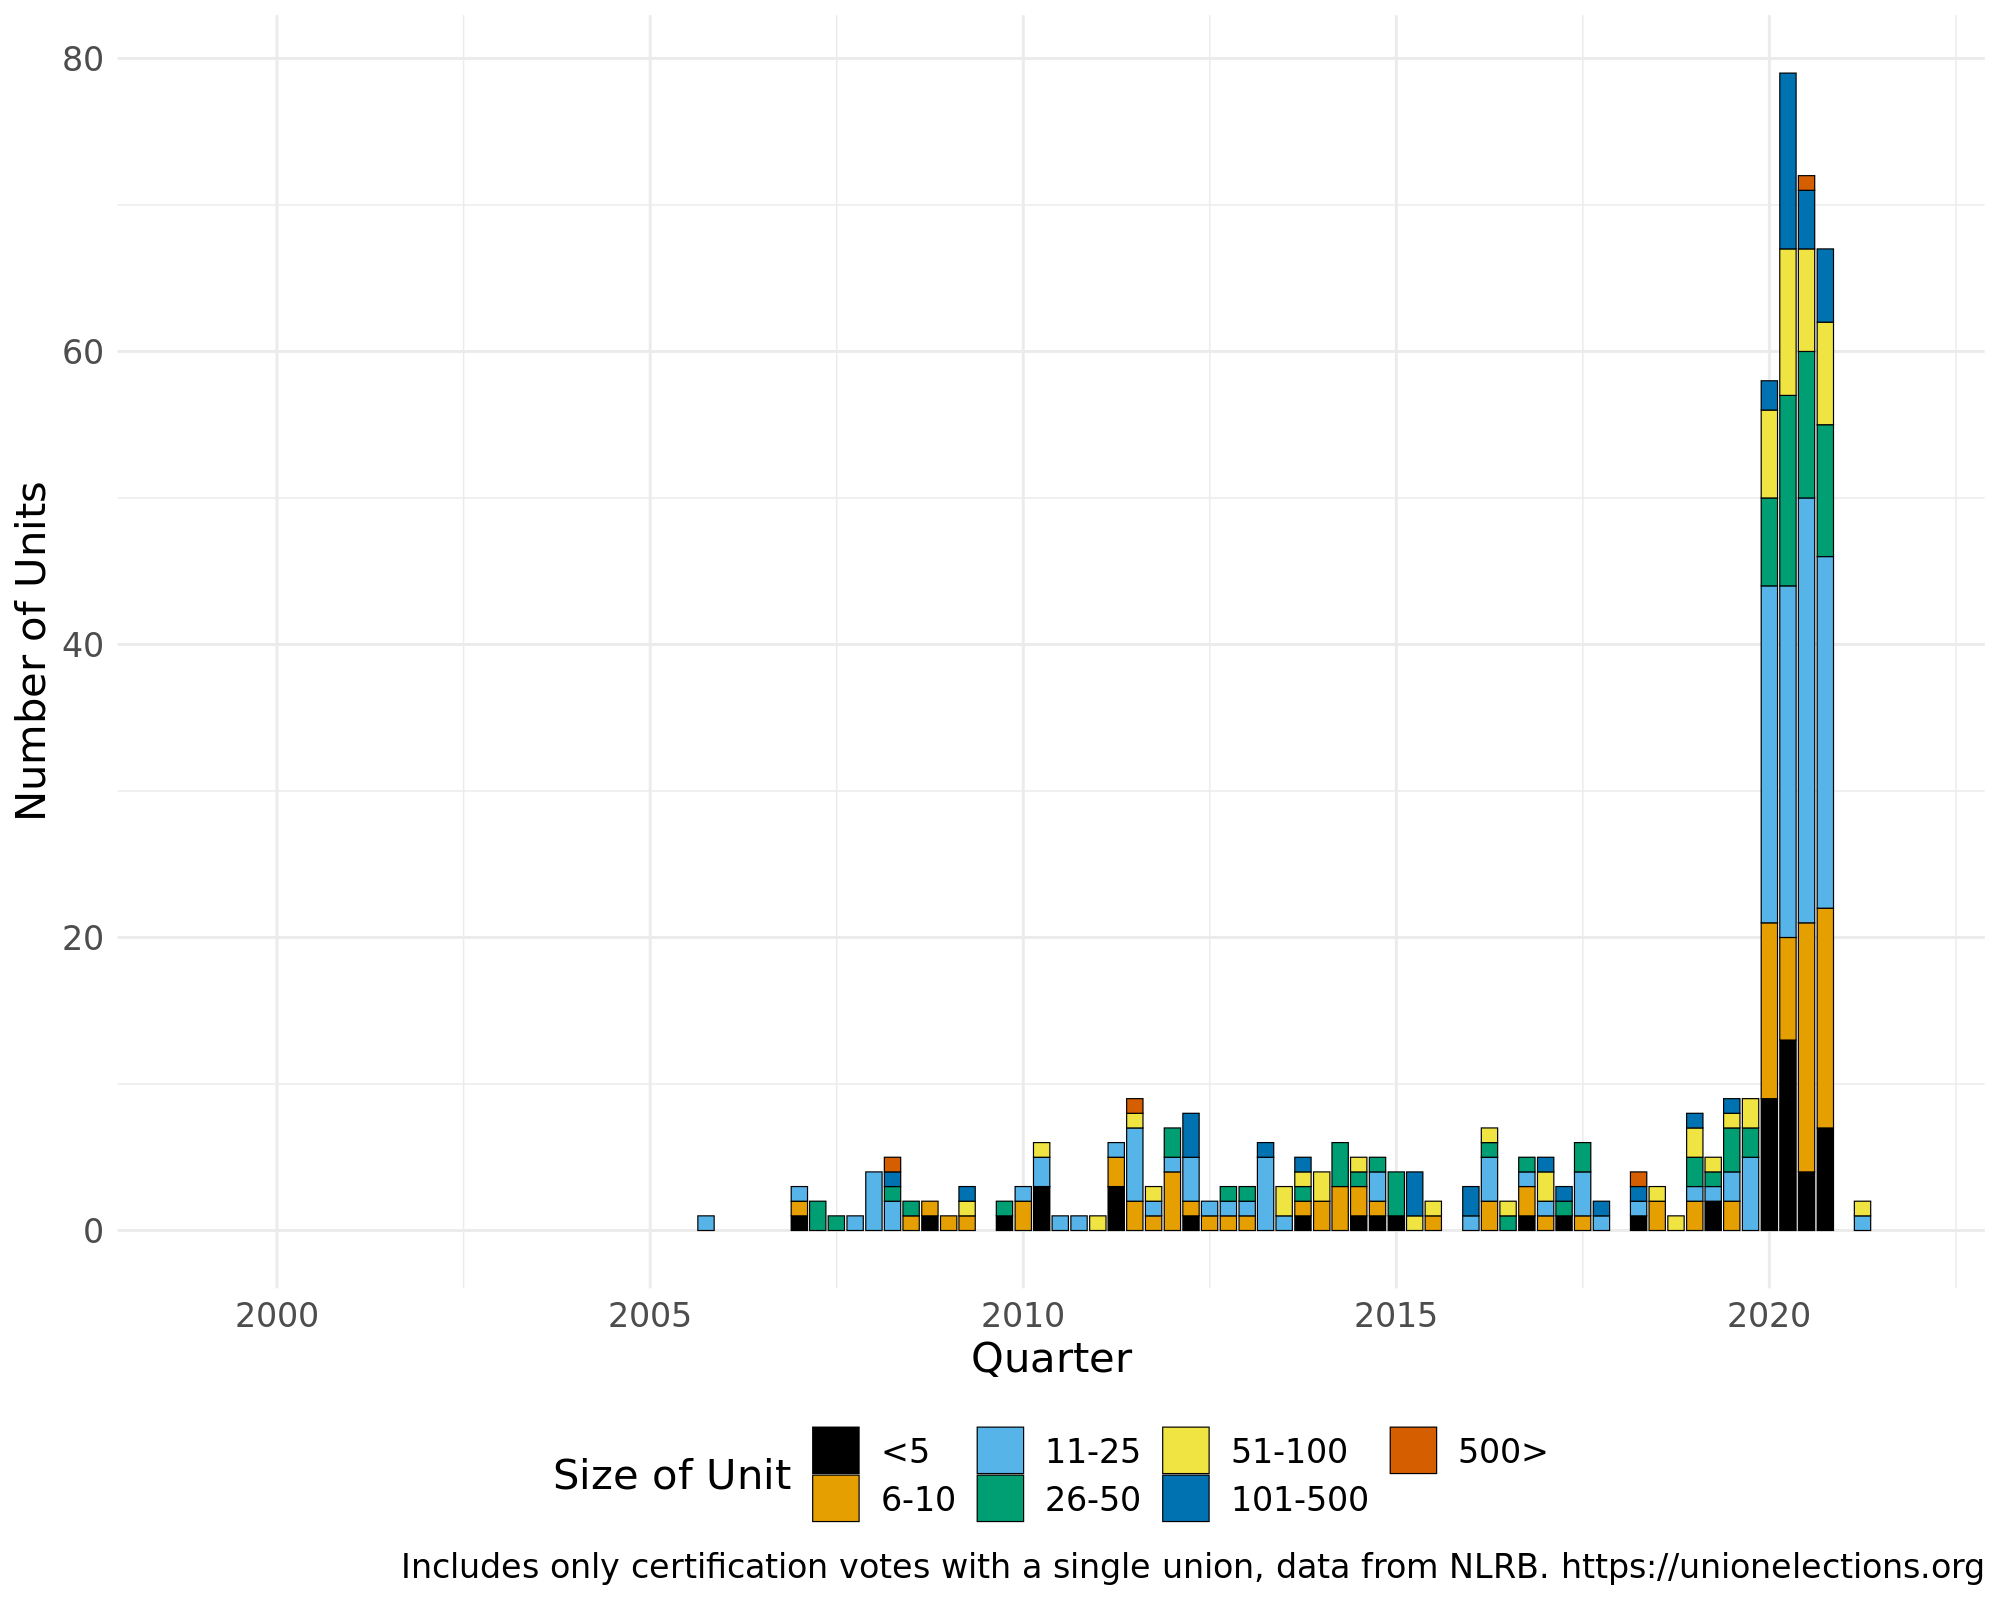 80
60
40
20
0
Number of Units
2000 2005 2010 2015 2020
Quarter
Size of Unit
<5 11-25 51-100 500>
6-10 26-50 101-500
Includes only certification votes with a single union, data from NLRB. https://unionelections.org